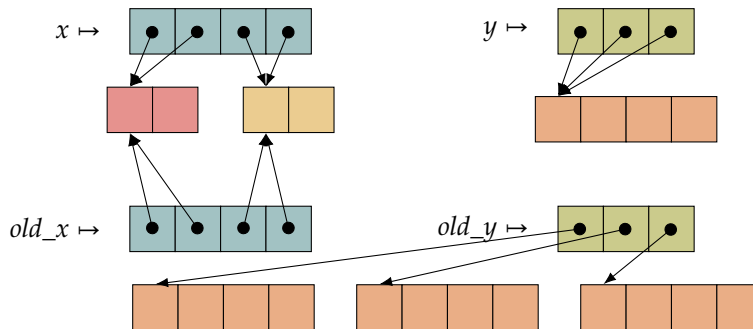 x ↦ y ↦
old_x ↦ old_y ↦